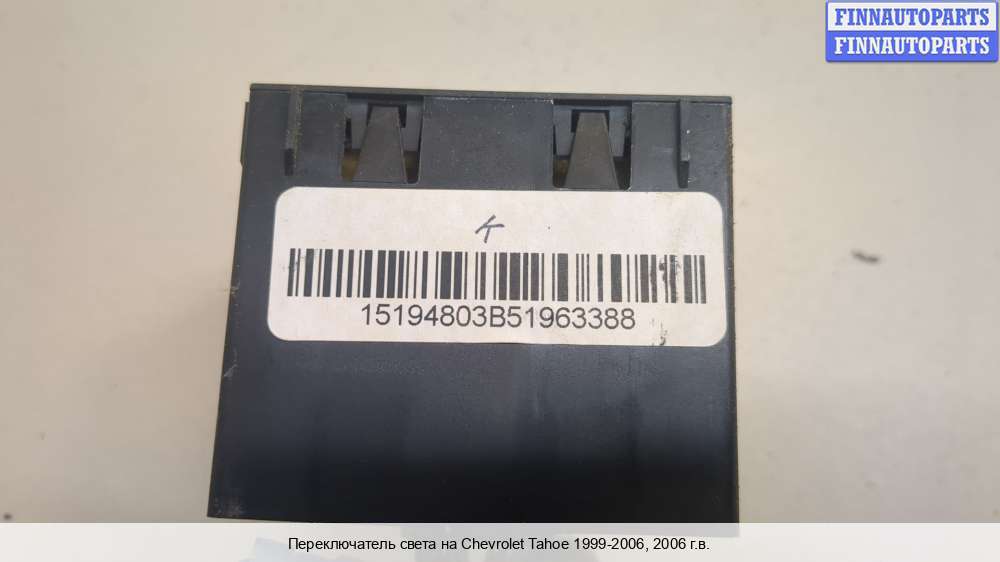 FINNAUTOPARTS
FINNAUTOPARTS
K
15194803B51963388
Переключатель света на Chevrolet Tahoe 1999-2006, 2006 г.в.